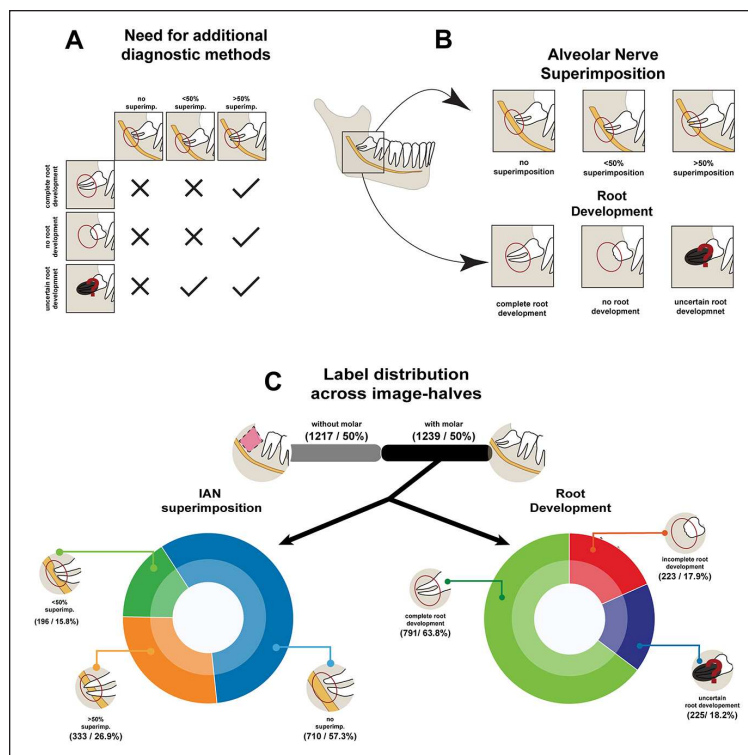 A
Need for additional
diagnostic methods
no
superimp.
<50%
superimp.
>50%
superimp.
complete root
development
no root
development
uncertain root
developmnet
B
Alveolar Nerve
Superimposition
no
superimposition
<50%
superimposition
>50%
superimposition
Root
Development
complete root
development
no root
development
uncertain root
developmnet
C
Label distribution
across image-halves
without molar
(1217 / 50%)
with molar
(1239 / 50%)
IAN
superimposition
Root
Development
<50%
superimp.
(196 / 15.8%)
>50%
superimp.
(333 / 26.9%)
no
superimp.
(710 / 57.3%)
complete root
development
(791/ 63.8%)
incomplete root
development
(223 / 17.9%)
uncertain
root developement
(225/ 18.2%)